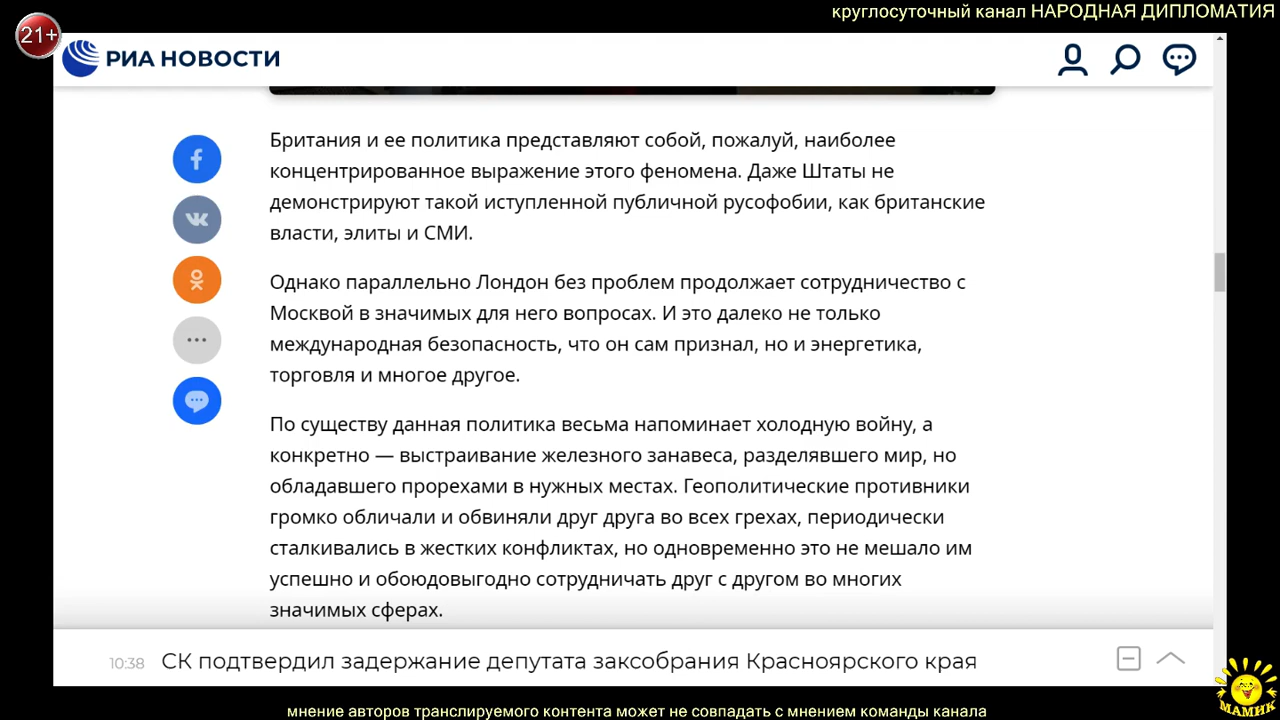 круглосуточный канал НАРОДНАЯ ДИПЛОМАТИЯ
21+
РИА НОВОСТИ
Британия и ее политика представляют собой, пожалуй, наиболее
концентрированное выражение этого феномена. Даже Штаты не
демонстрируют такой иступленной публичной русофобии, как британские
власти, элиты и СМИ.
Однако параллельно Лондон без проблем продолжает сотрудничество с
Москвой в значимых для него вопросах. И это далеко не только
международная безопасность, что он сам признал, но и энергетика,
торговля и многое другое.
По существу данная политика весьма напоминает холодную войну, а
конкретно — выстраивание железного занавеса, разделявшего мир, но
обладавшего прорехами в нужных местах. Геополитические противники
громко обличали и обвиняли друг друга во всех грехах, периодически
сталкивались в жестких конфликтах, но одновременно это не мешало им
успешно и обоюдовыгодно сотрудничать друг с другом во многих
значимых сферах.
10:38 СК подтвердил задержание депутата заксобрания Красноярского края
МАМИК
мнение авторов транслируемого контента может не совпадать с мнением команды канала